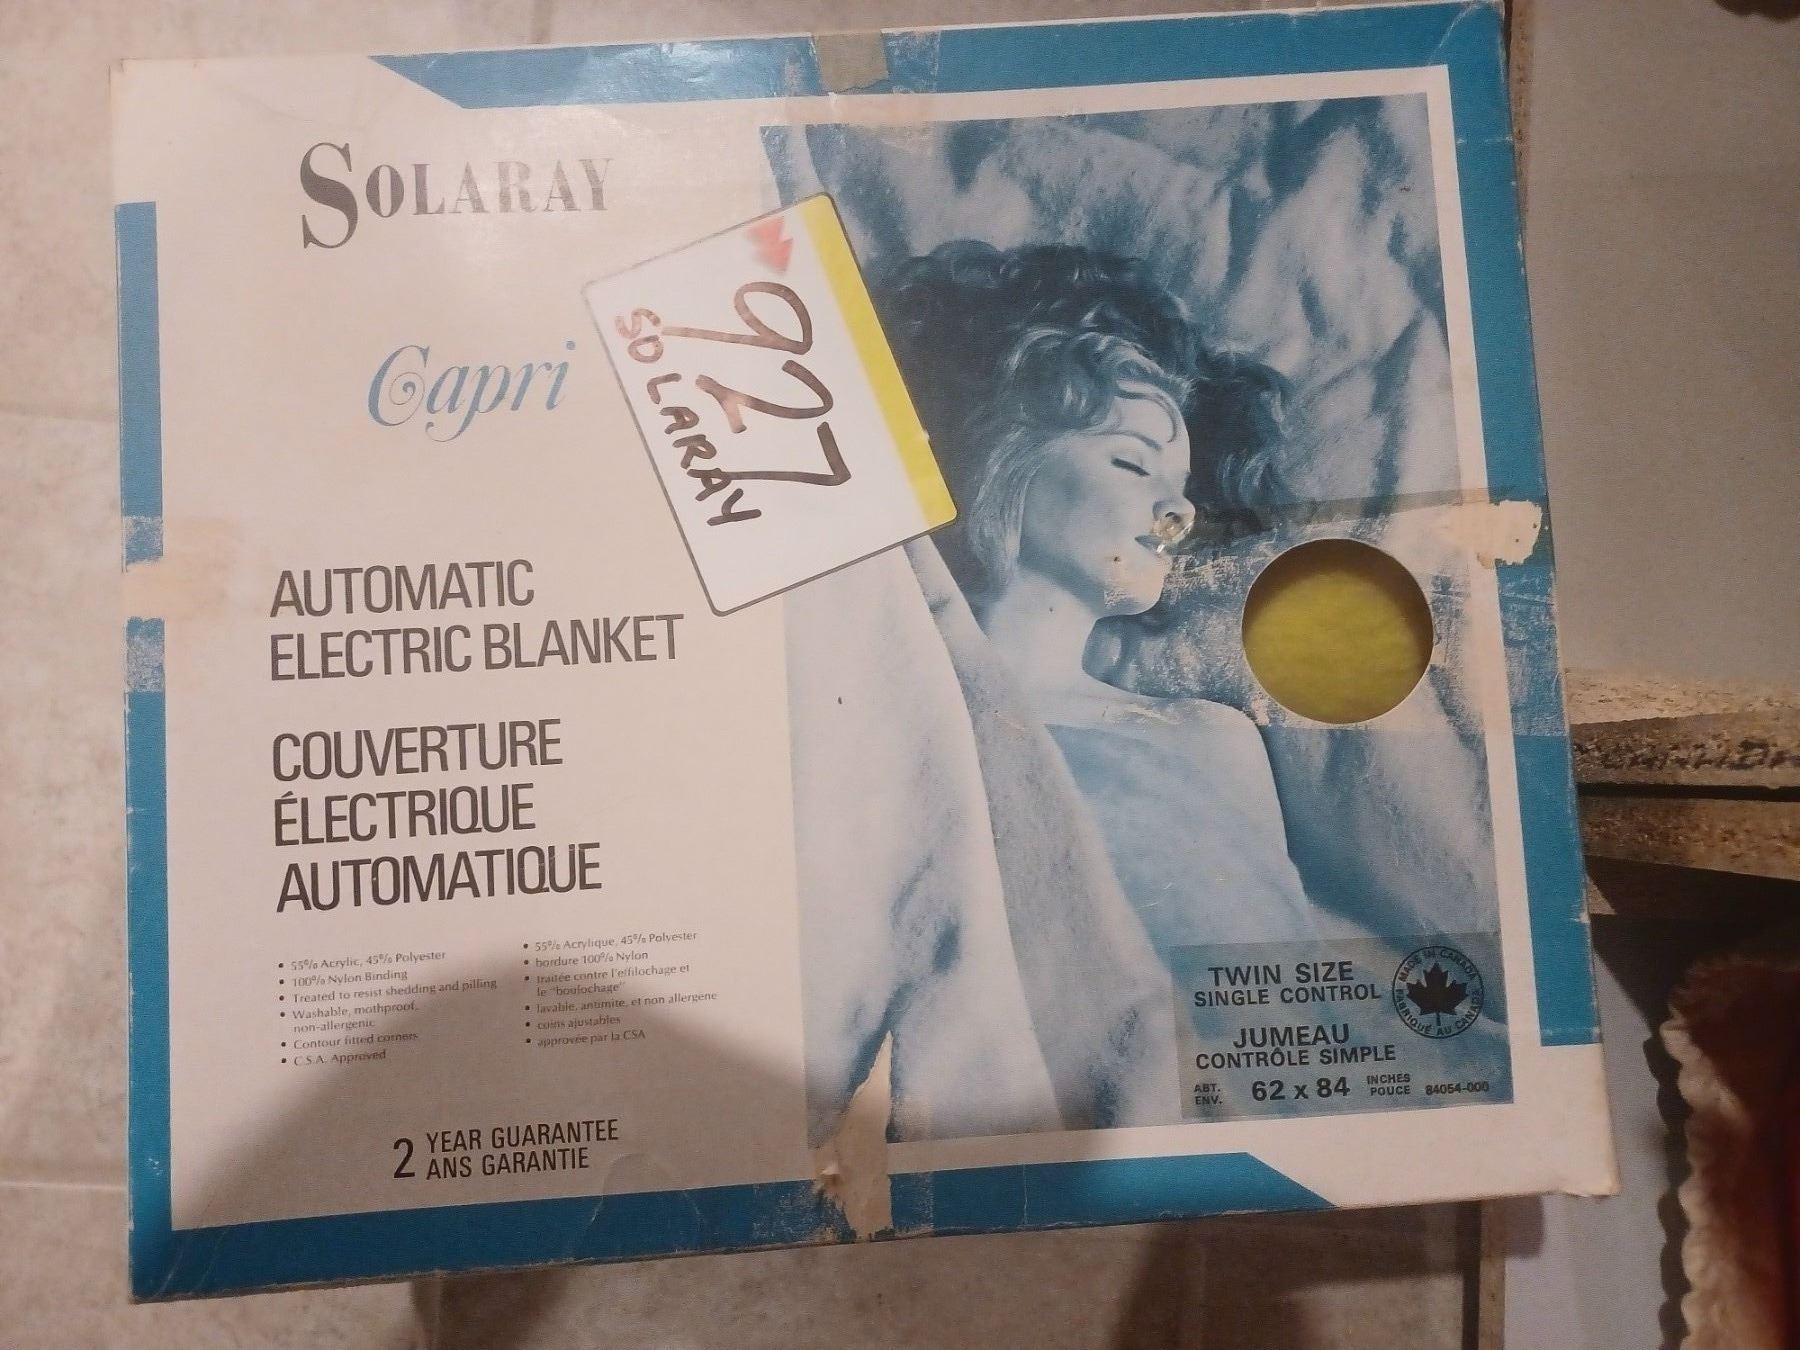 SOLARAY
Capri
927
SOLARAY
AUTOMATIC
ELECTRIC BLANKET
COUVERTURE
ÉLECTRIQUE
AUTOMATIQUE
• 55% Acrylic, 45% Polyester
• 100% Nylon Binding
• Treated to resist shedding and pilling
• Washable, mothproof,
non-allergenic
• Contour fitted corners
• C.S.A. Approved
• 55% Acrylique, 45% Polyester
• bordure 100% Nylon
• traitée contre l'effilochage et
le "boulochage"
• lavable, antimite, et non allergène
• coins ajustables
• approvée par la CSA
2 YEAR GUARANTEE
ANS GARANTIE
TWIN SIZE
SINGLE CONTROL
JUMEAU
CONTRÔLE SIMPLE
ABT. ENV. 62 x 84 INCHES POUCE 84054-000
MADE IN CANADA
FABRIQUÉ AU CANADA